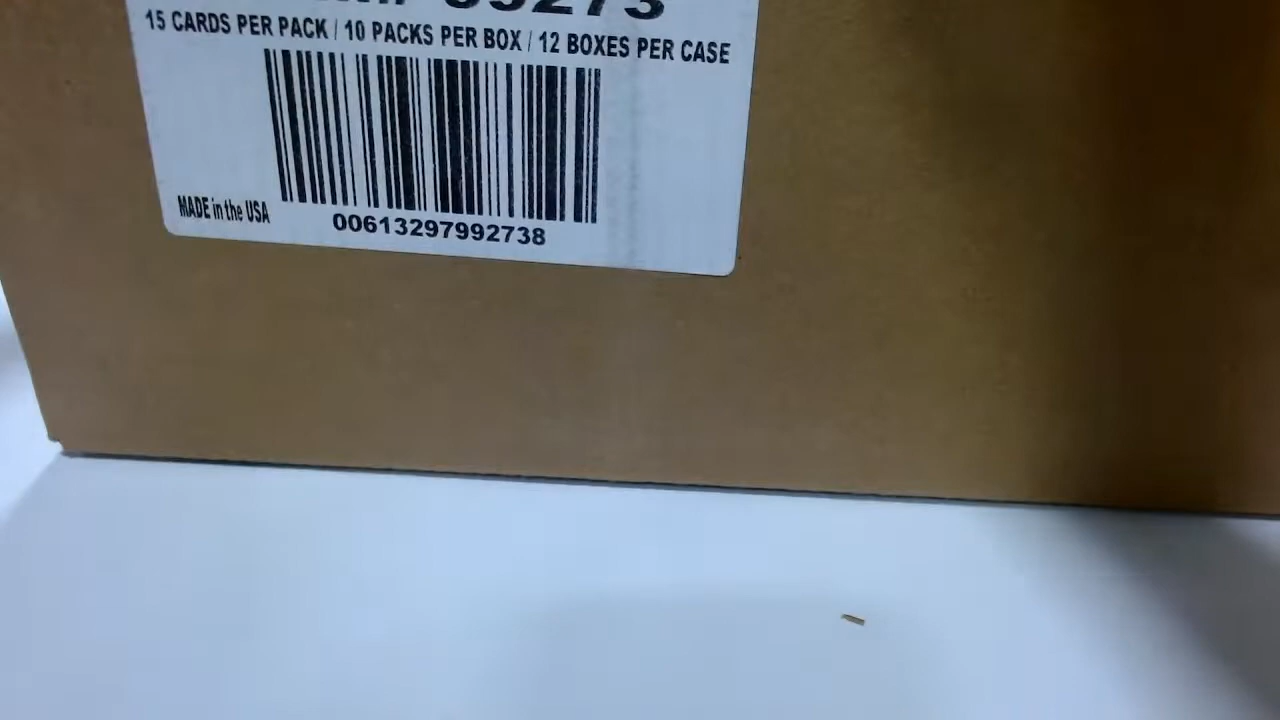 15 CARDS PER PACK / 10 PACKS PER BOX / 12 BOXES PER CASE
MADE in the USA
00613297992738